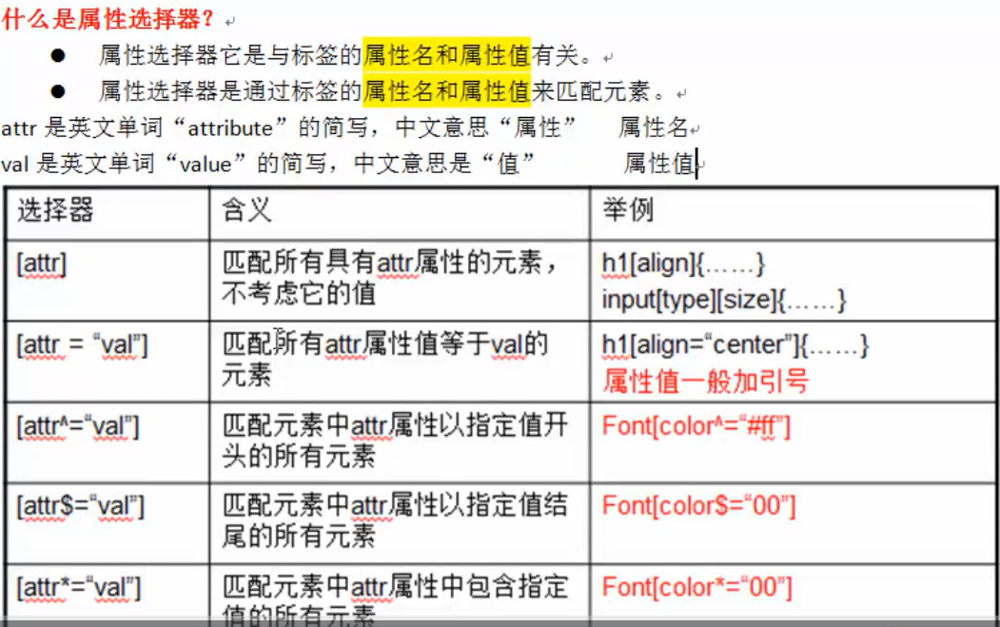 什么是属性选择器？
● 属性选择器它是与标签的属性名和属性值有关。
● 属性选择器是通过标签的属性名和属性值来匹配元素。
attr 是英文单词“attribute”的简写，中文意思“属性” 属性名
val 是英文单词“value”的简写，中文意思是“值” 属性值
选择器 含义 举例
[attr] 匹配所有具有attr属性的元素， h1[align]{……}
不考虑它的值 input[type][size]{……}
[attr = “val”] 匹配所有attr属性值等于val的 h1[align=“center”]{……}
元素 属性值一般加引号
[attr^=“val”] 匹配元素中attr属性以指定值开 Font[color^=“#ff”]
头的所有元素
[attr$=“val”] 匹配元素中attr属性以指定值结 Font[color$=“00”]
尾的所有元素
[attr*=“val”] 匹配元素中attr属性中包含指定 Font[color*=“00”]
值的所有元素